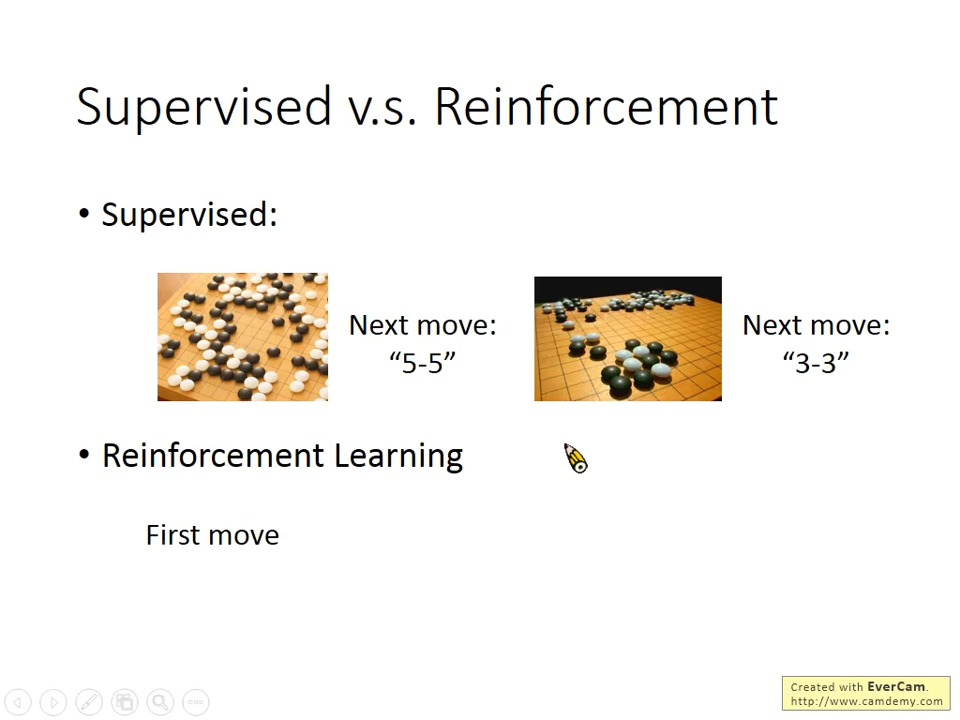 Supervised v.s. Reinforcement
• Supervised:
Next move:
“5-5”
Next move:
“3-3”
• Reinforcement Learning
First move
Created with EverCam.
http://www.camdemy.com